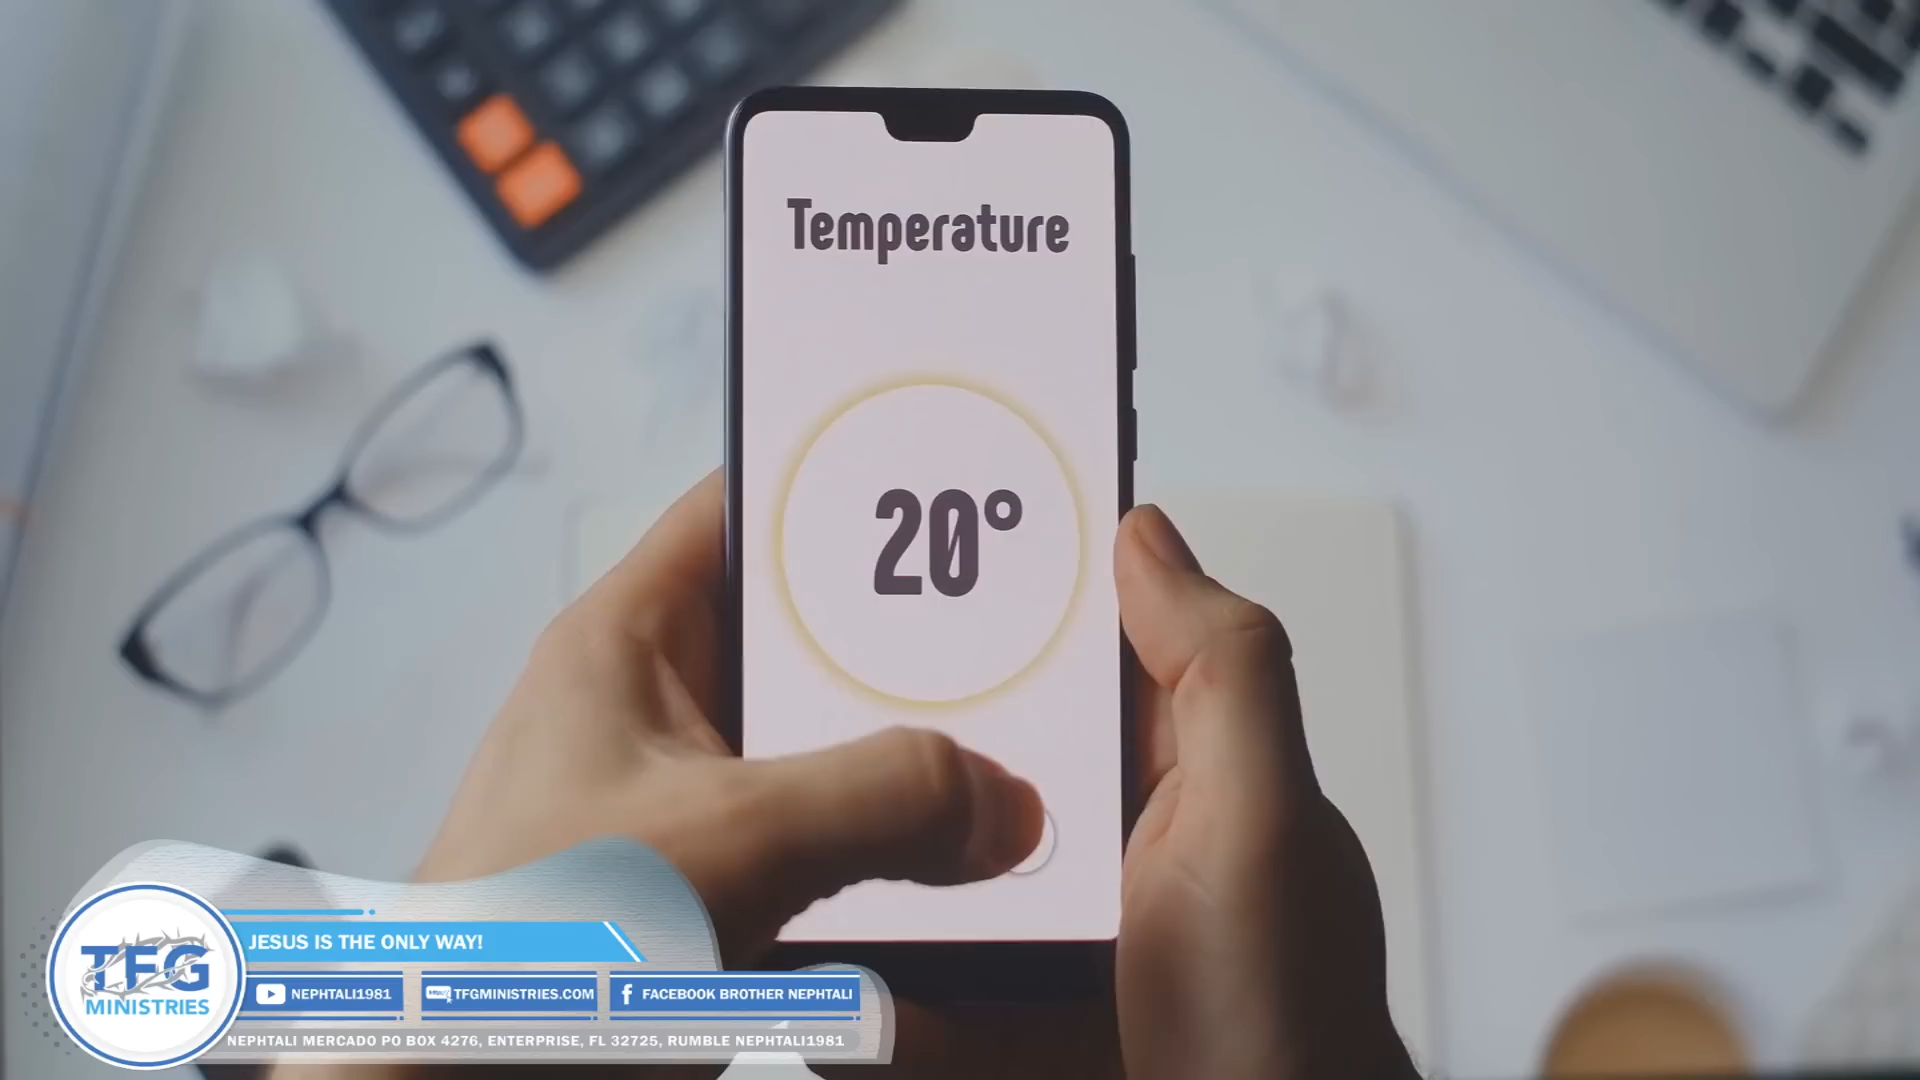 Temperature
20°
JESUS IS THE ONLY WAY!
TFG
MINISTRIES
NEPHTALI1981
TFGMINISTRIES.COM
FACEBOOK BROTHER NEPHTALI
NEPHTALI MERCADO PO BOX 4276, ENTERPRISE, FL 32725, RUMBLE NEPHTALI1981